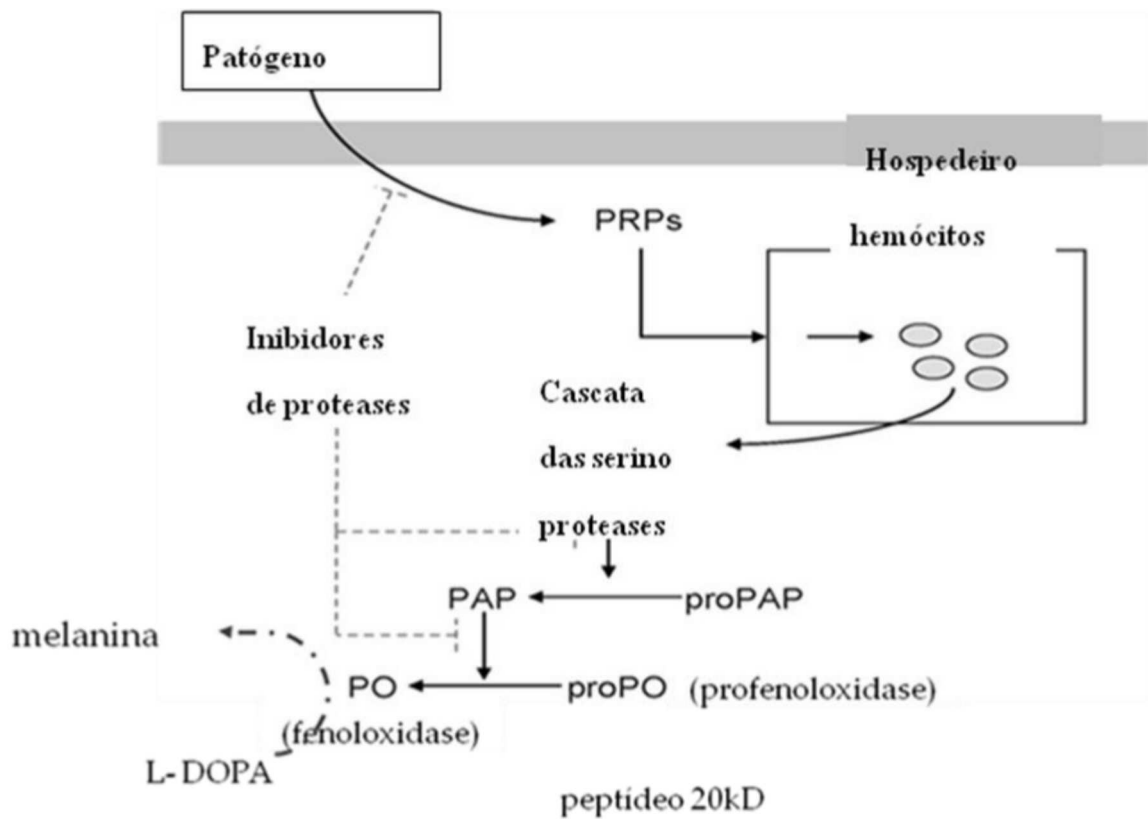 Patógeno
Hospedeiro
PRPs
hemócitos
Inibidores
de proteases
Cascata
das serino
proteases
PAP
proPAP
melanina
PO
proPO (profenoloxidase)
(fenoloxidase)
L-DOPA
peptídeo 20kD